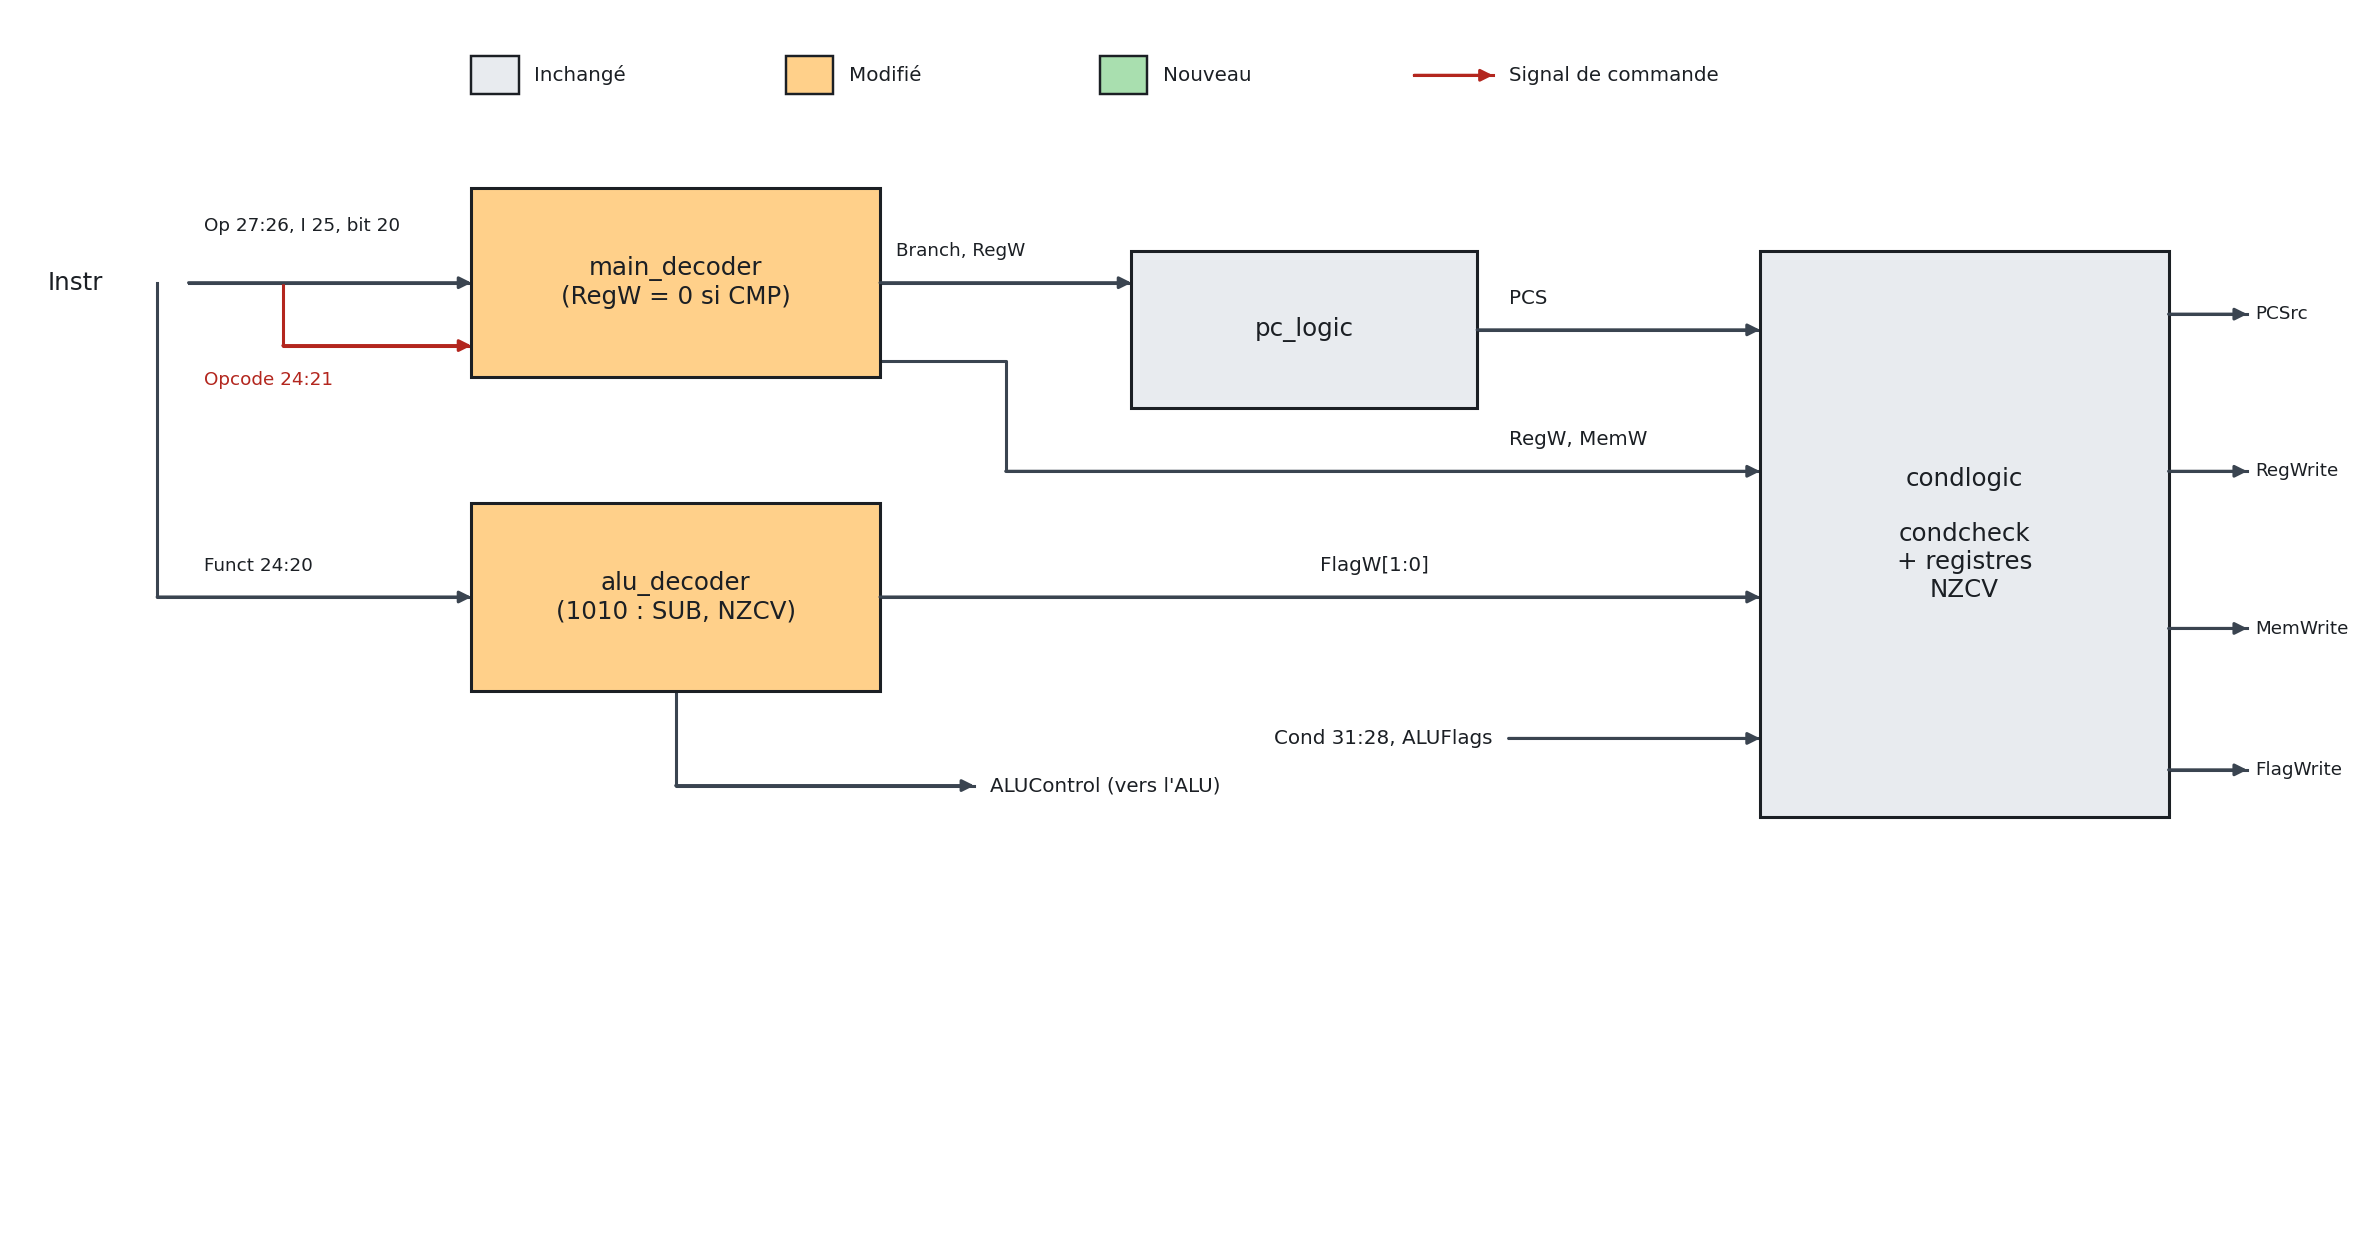 Inchangé
Modifié
Nouveau
Signal de commande
Op 27:26, I 25, bit 20
Instr
Opcode 24:21
main_decoder
(RegW = 0 si CMP)
Branch, RegW
pc_logic
PCS
RegW, MemW
Funct 24:20
alu_decoder
(1010 : SUB, NZCV)
FlagW[1:0]
Cond 31:28, ALUFlags
ALUControl (vers l'ALU)
condlogic
condcheck
+ registres
NZCV
PCSrc
RegWrite
MemWrite
FlagWrite